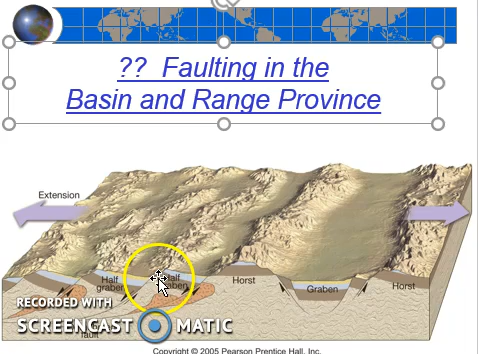 ?? Faulting in the
Basin and Range Province
Extension
Half
graben
Half
graben
Horst
Graben
Horst
RECORDED WITH
SCREENCAST MATIC
fault
Copyright © 2005 Pearson Prentice Hall, Inc.